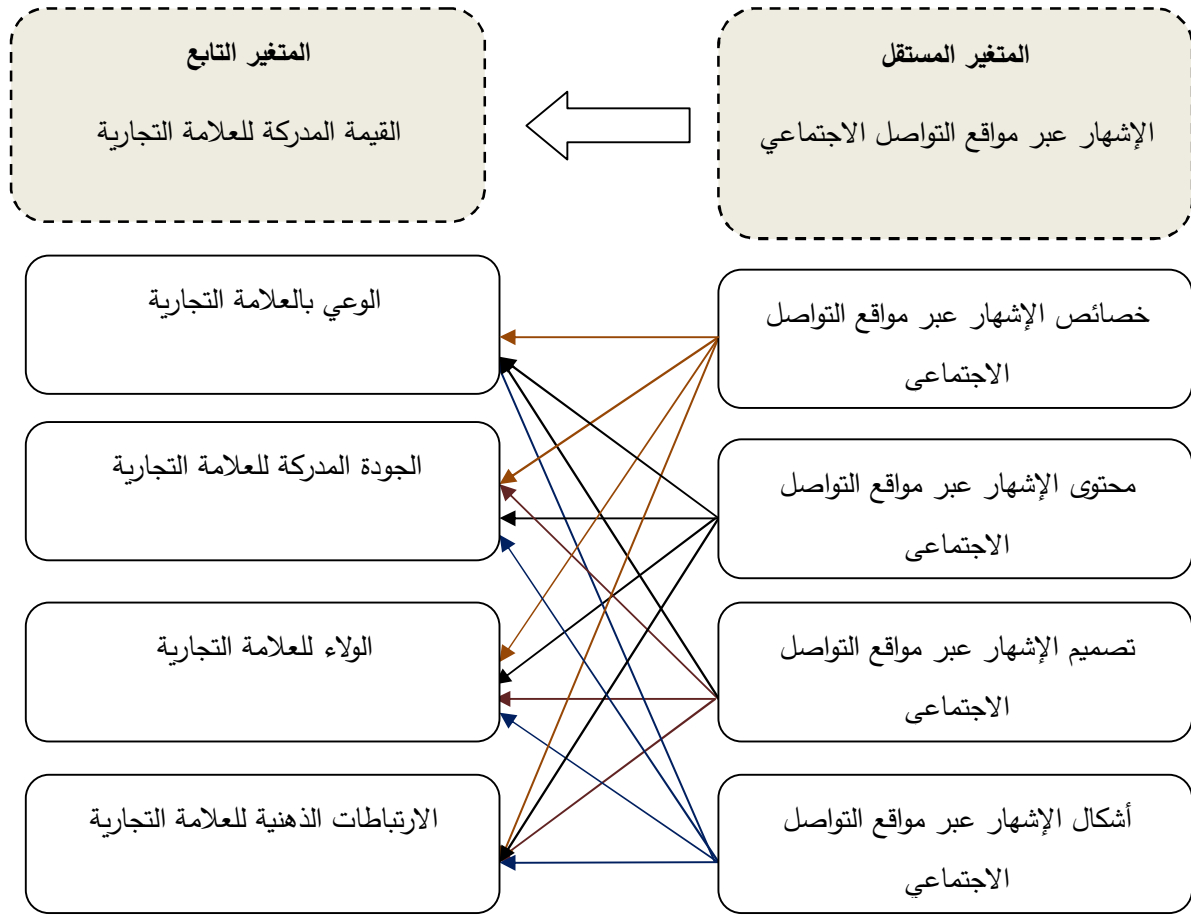 المتغير المستقل
الإشهار عبر مواقع التواصل الاجتماعي
المتغير التابع
القيمة المدركة للعلامة التجارية
خصائص الإشهار عبر مواقع التواصل
الاجتماعى
الوعي بالعلامة التجارية
محتوى الإشهار عبر مواقع التواصل
الاجتماعى
الجودة المدركة للعلامة التجارية
تصميم الإشهار عبر مواقع التواصل
الاجتماعى
الولاء للعلامة التجارية
أشكال الإشهار عبر مواقع التواصل
الاجتماعي
الارتباطات الذهنية للعلامة التجارية